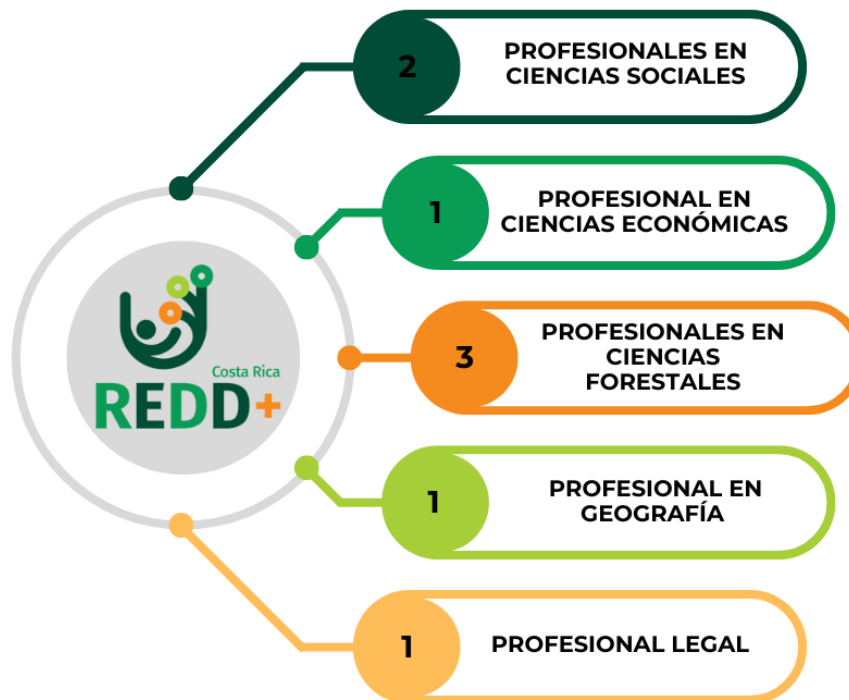 2
PROFESIONALES EN
CIENCIAS SOCIALES
1
PROFESIONAL EN
CIENCIAS ECONÓMICAS
Costa Rica
REDD+
3
PROFESIONALES EN
CIENCIAS
FORESTALES
1
PROFESIONAL EN
GEOGRAFÍA
1
PROFESIONAL LEGAL